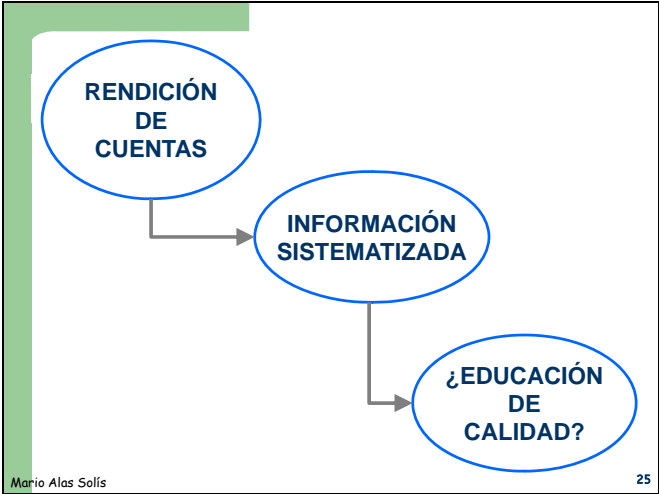 RENDICIÓN
DE
CUENTAS
INFORMACIÓN
SISTEMATIZADA
¿EDUCACIÓN
DE
CALIDAD?
Mario Alas Solís
25